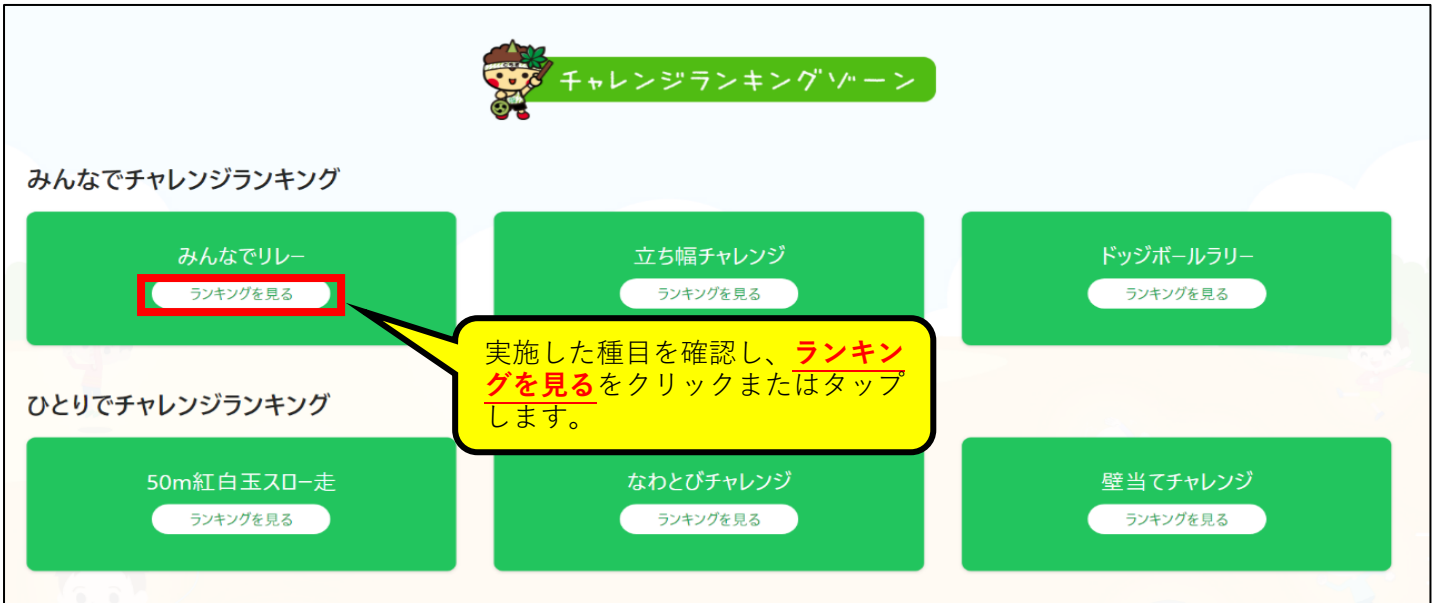 チャレンジランキングゾーン
みんなでチャレンジランキング
みんなでリレー
ランキングを見る
立ち幅チャレンジ
ランキングを見る
ドッジボールラリー
ランキングを見る
実施した種目を確認し、ランキン
グを見るをクリックまたはタップ
します。
ひとりでチャレンジランキング
50m紅白玉スロー走
ランキングを見る
なわとびチャレンジ
ランキングを見る
壁当てチャレンジ
ランキングを見る